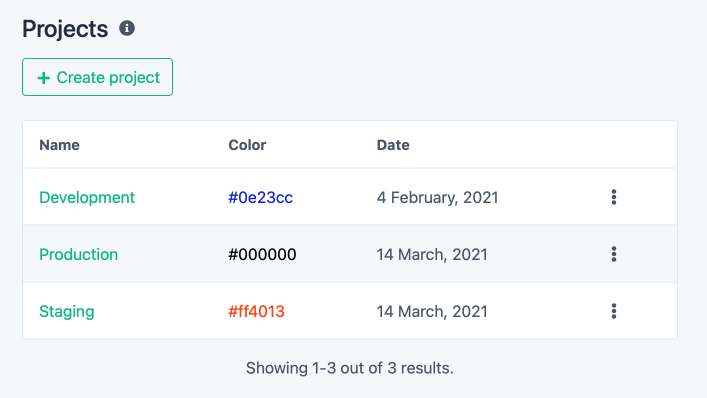 Projects
+ Create project
Name Color Date
Development #0e23cc 4 February, 2021
Production #000000 14 March, 2021
Staging #ff4013 14 March, 2021
Showing 1-3 out of 3 results.